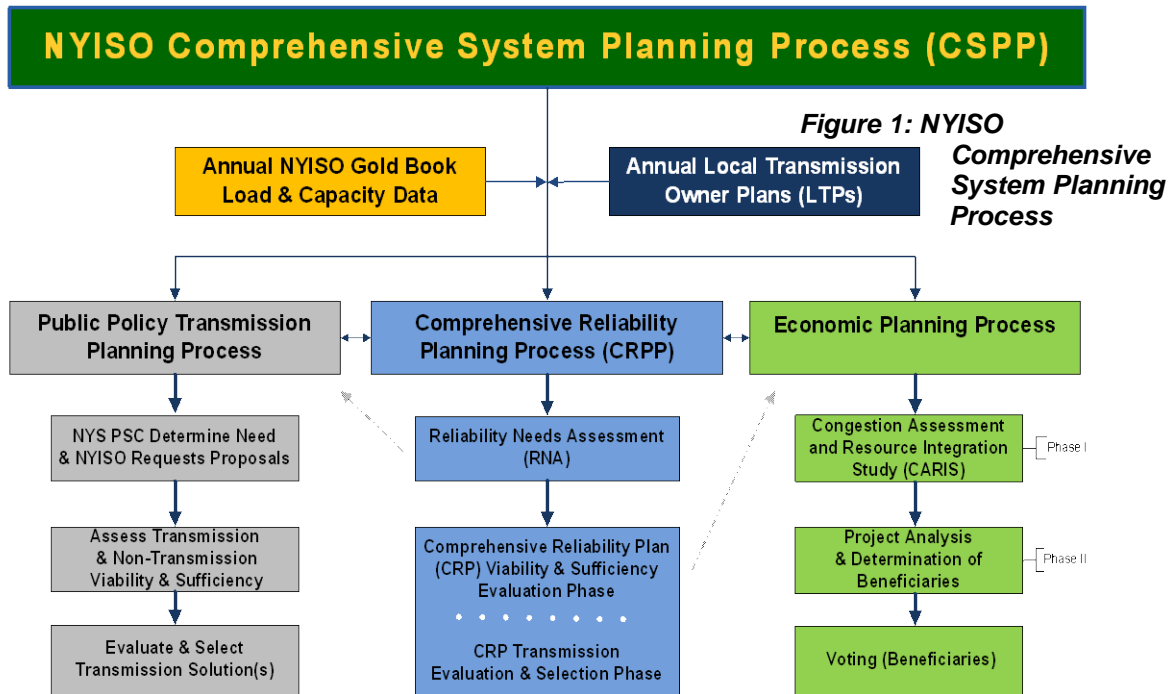 NYISO Comprehensive System Planning Process (CSPP)
Figure 1: NYISO
Comprehensive
System Planning
Process
Annual NYISO Gold Book
Load & Capacity Data
Annual Local Transmission
Owner Plans (LTPs)
Public Policy Transmission
Planning Process
Comprehensive Reliability
Planning Process (CRPP)
Economic Planning Process
NYS PSC Determine Need
& NYISO Requests Proposals
Reliability Needs Assessment
(RNA)
Congestion Assessment
and Resource Integration
Study (CARIS)
Phase I
Assess Transmission
& Non-Transmission
Viability & Sufficiency
Comprehensive Reliability Plan
(CRP) Viability & Sufficiency
Evaluation Phase
Project Analysis
& Determination of
Beneficiaries
Phase II
Evaluate & Select
Transmission Solution(s)
CRP Transmission
Evaluation & Selection Phase
Voting (Beneficiaries)